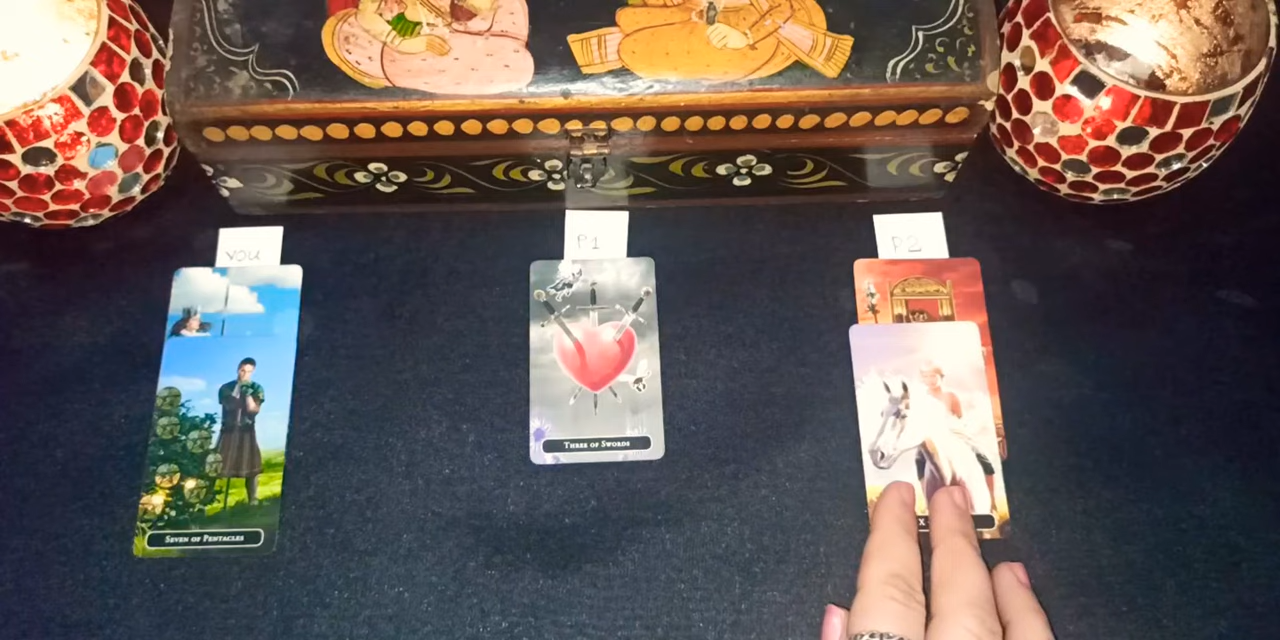 YOU
P1
P2
SEVEN OF PENTACLES
THREE OF SWORDS
X